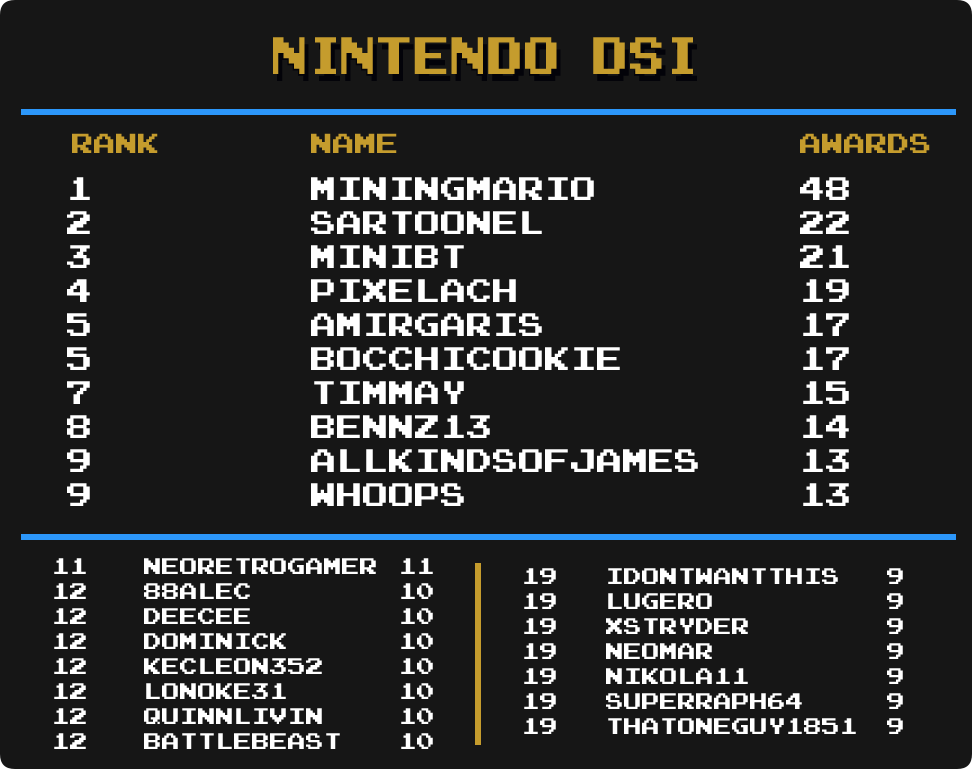 NINTENDO DSI
RANK NAME AWARDS
1 MININGMARIO 48
2 SARTOONEL 22
3 MINIBT 21
4 PIXELACH 19
5 AMIRGARIS 17
5 BOCCHICOOKIE 17
7 TIMMAY 15
8 BENNZ13 14
9 ALLKINDSOFJAMES 13
9 WHOOPS 13
11 NEORETROGAMER 11
12 88ALEC 10
12 DEECEE 10
12 DOMINICK 10
12 KECLEON352 10
12 LONOKE31 10
12 QUINNLIVIN 10
12 BATTLEBEAST 10
19 IDONTWANTTHIS 9
19 LUGERO 9
19 XSTRYDER 9
19 NEOMAR 9
19 NIKOLA11 9
19 SUPERRAPH64 9
19 THATONEGUY1851 9